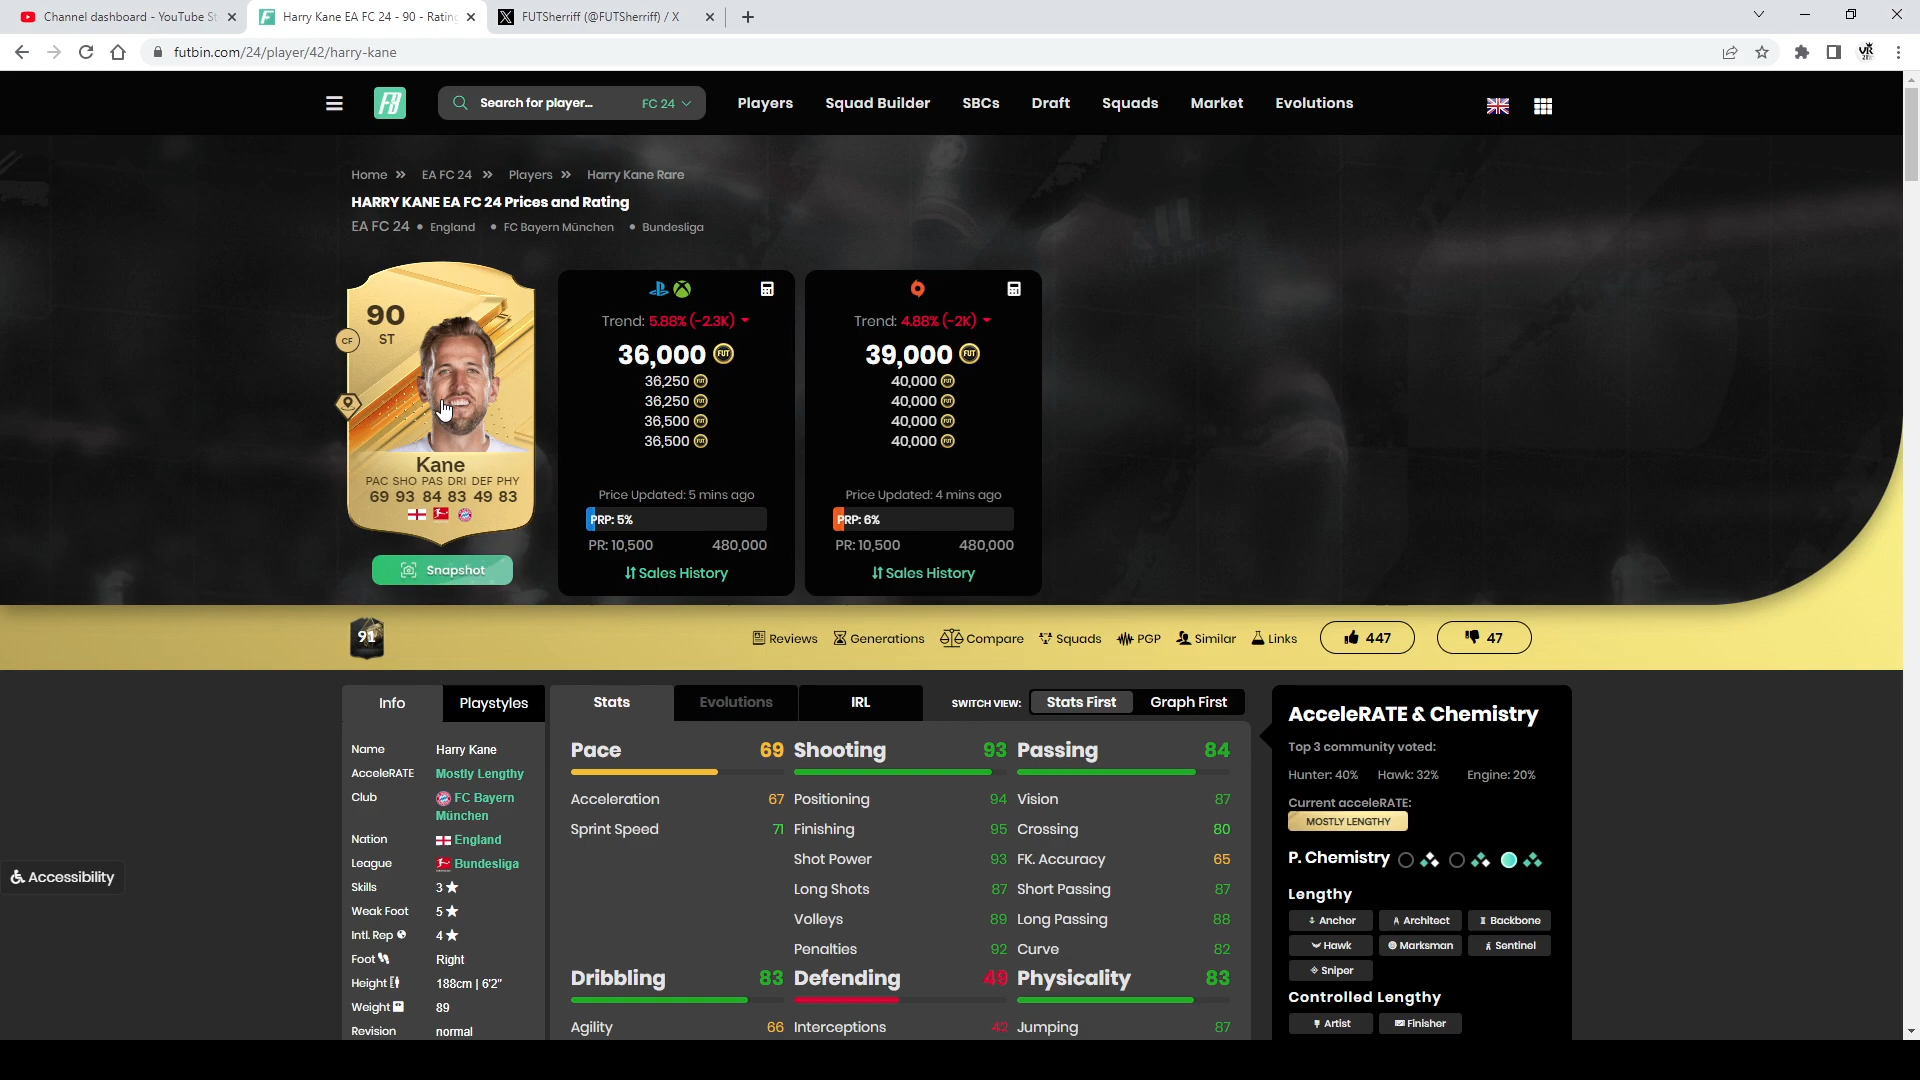 Channel dashboard - YouTube St
Harry Kane EA FC 24 - 90 - Rating
FUTSherriff (@FUTSherriff) / X
futbin.com/24/player/42/harry-kane
FB
Search for player...
FC 24
Players
Squad Builder
SBCs
Draft
Squads
Market
Evolutions
Home » EA FC 24 » Players » Harry Kane Rare
HARRY KANE EA FC 24 Prices and Rating
EA FC 24 • England • FC Bayern München • Bundesliga
90
ST
CF
Kane
PAC SHO PAS DRI DEF PHY
69 93 84 83 49 83
Snapshot
Trend: 5.88% (-2.3K)
36,000
36,250
36,250
36,500
36,500
Price Updated: 5 mins ago
PRP: 5%
PR: 10,500 480,000
Sales History
Trend: 4.88% (-2K)
39,000
40,000
40,000
40,000
40,000
Price Updated: 4 mins ago
PRP: 6%
PR: 10,500 480,000
Sales History
91
Reviews
Generations
Compare
Squads
PGP
Similar
Links
447
47
Info
Playstyles
Name Harry Kane
AcceleRATE Mostly Lengthy
Club FC Bayern
München
Nation England
League Bundesliga
Skills 3
Weak Foot 5
Intl. Rep 4
Foot Right
Height 188cm | 6'2"
Weight 89
Revision normal
Stats
Evolutions
IRL
SWITCH VIEW:
Stats First
Graph First
Pace 69
Acceleration 67
Sprint Speed 71
Shooting 93
Positioning 94
Finishing 95
Shot Power 93
Long Shots 87
Volleys 89
Penalties 92
Passing 84
Vision 87
Crossing 80
FK. Accuracy 65
Short Passing 87
Long Passing 88
Curve 82
Dribbling 83
Agility 66
Defending 49
Interceptions 42
Physicality 83
Jumping 87
AcceleRATE & Chemistry
Top 3 community voted:
Hunter: 40% Hawk: 32% Engine: 20%
Current acceleRATE:
MOSTLY LENGTHY
P. Chemistry
Lengthy
Anchor
Architect
Backbone
Hawk
Marksman
Sentinel
Sniper
Controlled Lengthy
Artist
Finisher
Accessibility